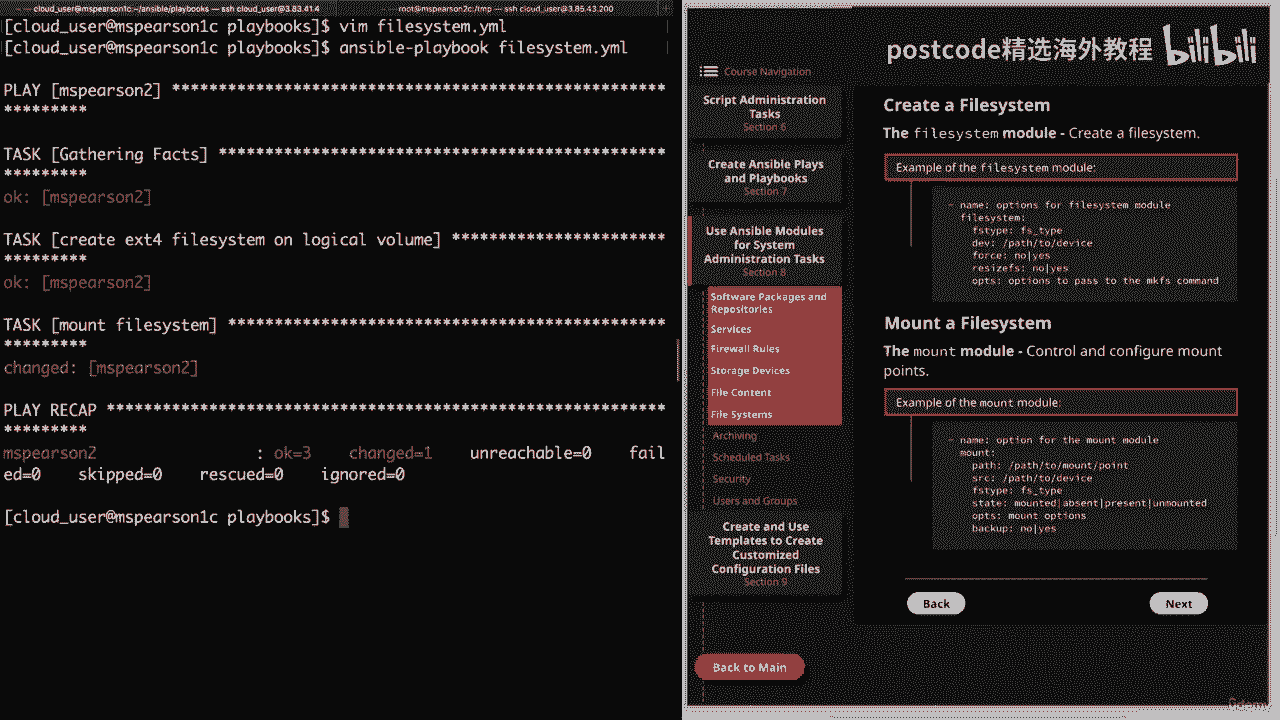 cloud_user@mspearson1c:~/ansible/playbooks — ssh cloud_user@3.83.41.4
root@mspearson2c:/tmp — ssh cloud_user@3.85.43.200
[cloud_user@mspearson1c playbooks]$ vim filesystem.yml
[cloud_user@mspearson1c playbooks]$ ansible-playbook filesystem.yml
PLAY [mspearson2] **************************************************
*********
TASK [Gathering Facts] *********************************************
*********
ok: [mspearson2]
TASK [create ext4 filesystem on logical volume] **********************
*********
ok: [mspearson2]
TASK [mount filesystem] ********************************************
*********
changed: [mspearson2]
PLAY RECAP *********************************************************
*********
mspearson2                 : ok=3    changed=1    unreachable=0    fail
ed=0    skipped=0    rescued=0    ignored=0
[cloud_user@mspearson1c playbooks]$
postcode精选海外教程 bilibili
Course Navigation
Script Administration
Tasks
Section 6
Create Ansible Plays
and Playbooks
Section 7
Use Ansible Modules
for System
Administration Tasks
Section 8
Software Packages and
Repositories
Services
Firewall Rules
Storage Devices
File Content
File Systems
Archiving
Scheduled Tasks
Security
Users and Groups
Create and Use
Templates to Create
Customized
Configuration Files
Section 9
Back to Main
Create a Filesystem
The filesystem module - Create a filesystem.
Example of the filesystem module:
- name: options for filesystem module
filesystem:
fstype: fs_type
dev: /path/to/device
force: no|yes
resizefs: no|yes
opts: options to pass to the mkfs command
Mount a Filesystem
The mount module - Control and configure mount
points.
Example of the mount module:
- name: option for the mount module
mount:
path: /path/to/mount/point
src: /path/to/device
fstype: fs_type
state: mounted|absent|present|unmounted
opts: mount options
backup: no|yes
Back
Next